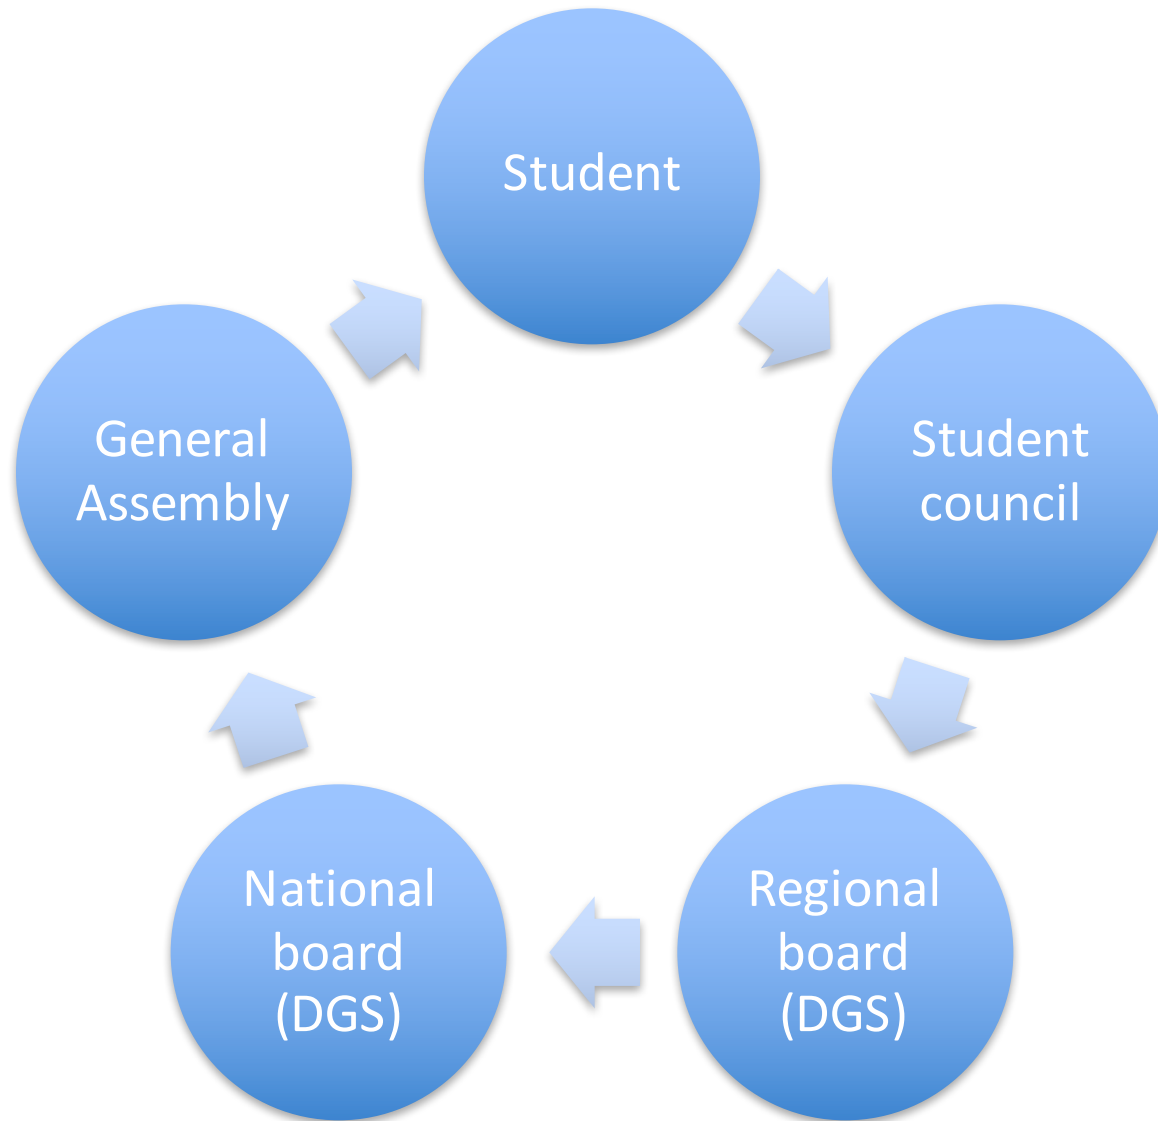 Student
Student
council
Regional
board
(DGS)
National
board
(DGS)
General
Assembly